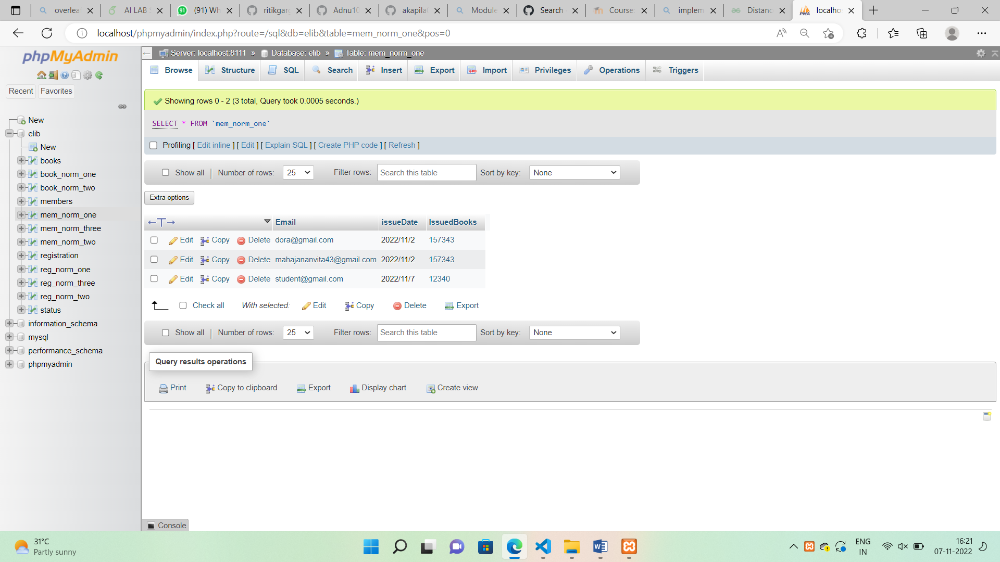 overlea
AI LAB S
(91) Wh
ritikgarg
Adnu10
akapila
Module
Search
Course:
implem
Distanc
localhos
localhost/phpmyadmin/index.php?route=/sql&db=elib&table=mem_norm_one&pos=0
phpMyAdmin
Server: localhost:8111 » Database: elib » Table: mem_norm_one
Browse Structure SQL Search Insert Export Import Privileges Operations Triggers
Recent Favorites
New
elib
New
books
book_norm_one
book_norm_two
members
mem_norm_one
mem_norm_three
mem_norm_two
registration
reg_norm_one
reg_norm_three
reg_norm_two
status
information_schema
mysql
performance_schema
phpmyadmin
Showing rows 0 - 2 (3 total, Query took 0.0005 seconds.)
SELECT * FROM `mem_norm_one`
Profiling [ Edit inline ] [ Edit ] [ Explain SQL ] [ Create PHP code ] [ Refresh ]
Show all | Number of rows: 25 Filter rows: Search this table Sort by key: None
Extra options
←T→ Email issueDate IssuedBooks
Edit Copy Delete dora@gmail.com 2022/11/2 157343
Edit Copy Delete mahajananvita43@gmail.com 2022/11/2 157343
Edit Copy Delete student@gmail.com 2022/11/7 12340
Check all With selected: Edit Copy Delete Export
Show all | Number of rows: 25 Filter rows: Search this table Sort by key: None
Query results operations
Print Copy to clipboard Export Display chart Create view
Console
31°C
Partly sunny
ENG
IN
16:21
07-11-2022